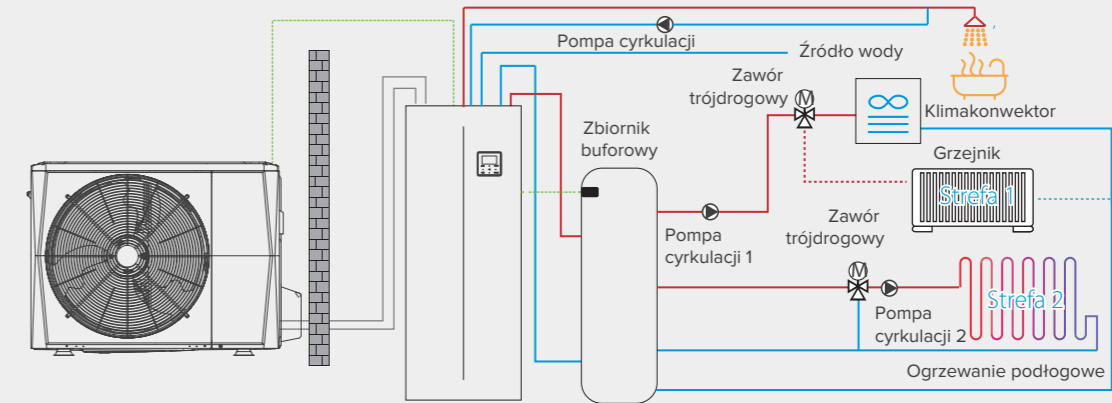 Pompa cyrkulacji
Źródło wody
Zawór
trójdrogowy
M
Klimakonwektor
Zbiornik
buforowy
Grzejnik
Strefa 1
Pompa
cyrkulacji 1
Zawór
trójdrogowy
M
Strefa 2
Pompa
cyrkulacji 2
Ogrzewanie podłogowe